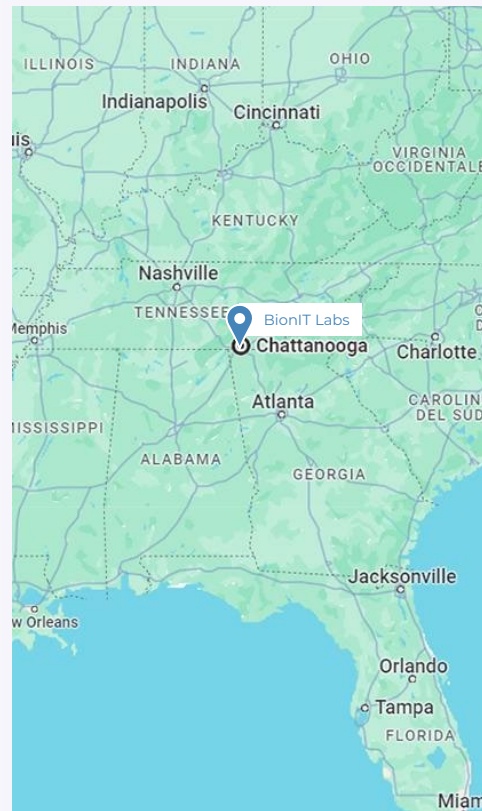 ILLINOIS
INDIANA
OHIO
Indianapolis
Cincinnati
VIRGINIA
OCCIDENTALE
KENTUCKY
Nashville
TENNESSEE
BionIT Labs
Memphis
Chattanooga
Charlotte
Atlanta
CAROLIN
DEL SUD
MISSISSIPPI
ALABAMA
GEORGIA
Jacksonville
w Orleans
Orlando
Tampa
FLORIDA
Miam